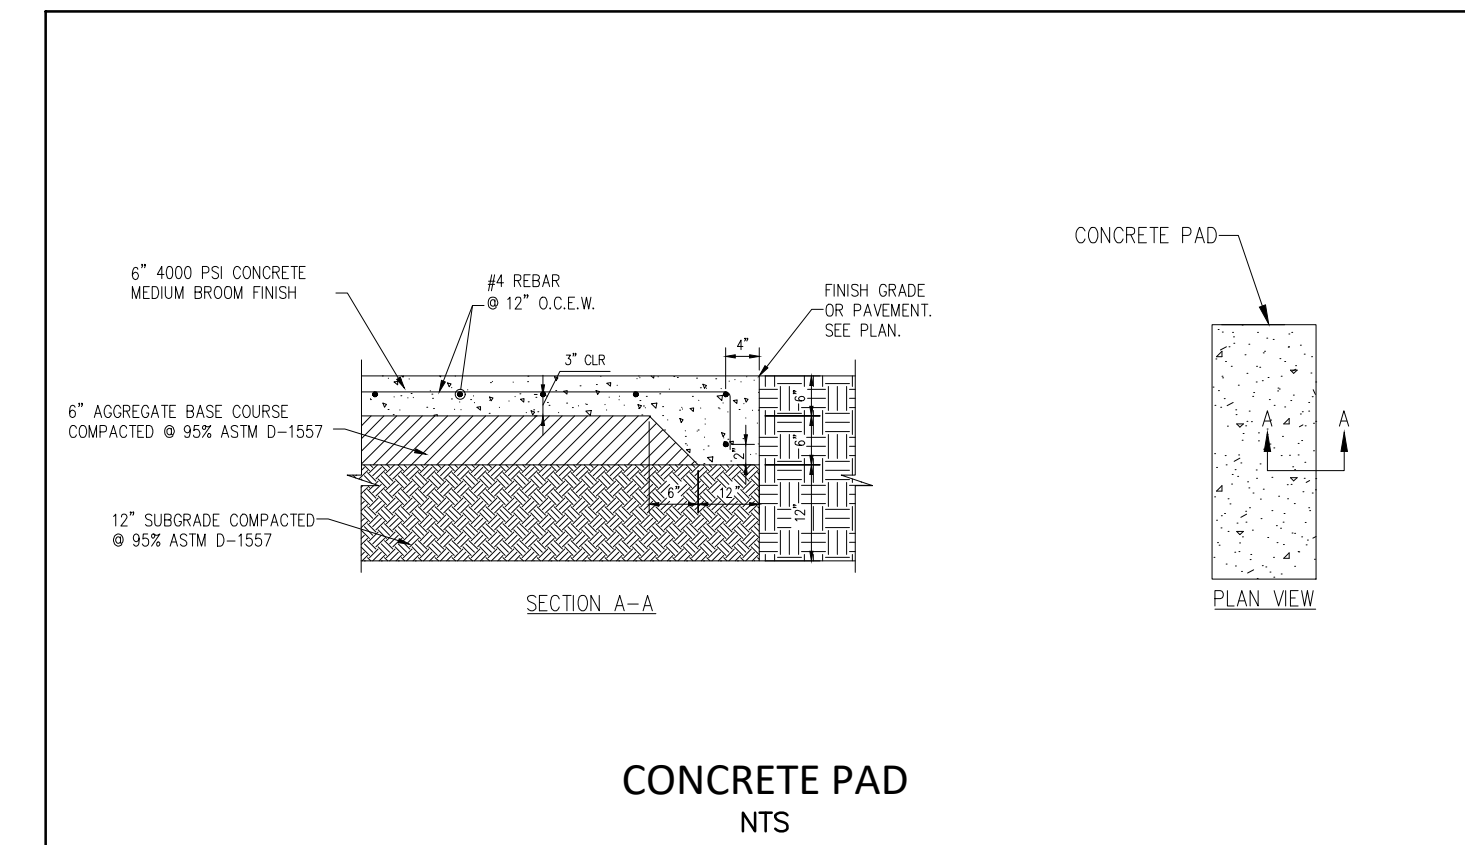 CONCRETE PAD
6” 4000 PSI CONCRETE
MEDIUM BROOM FINISH
#4 REBAR
@ 12” O.C.E.W.
FINISH GRADE
OR PAVEMENT.
SEE PLAN.
4”
3” CLR
6” AGGREGATE BASE COURSE
COMPACTED @ 95% ASTM D-1557
6”
6”
2”
6”
12”
12”
12” SUBGRADE COMPACTED
@ 95% ASTM D-1557
SECTION A-A
A
A
PLAN VIEW
CONCRETE PAD
NTS